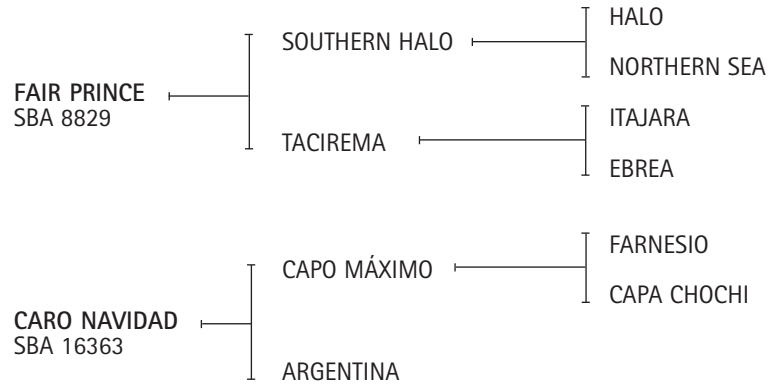 HALO
SOUTHERN HALO
NORTHERN SEA
FAIR PRINCE
SBA 8829
ITAJARA
TACIREMA
EBREA
FARNESIO
CAPO MÁXIMO
CAPA CHOCHI
CARO NAVIDAD
SBA 16363
ARGENTINA